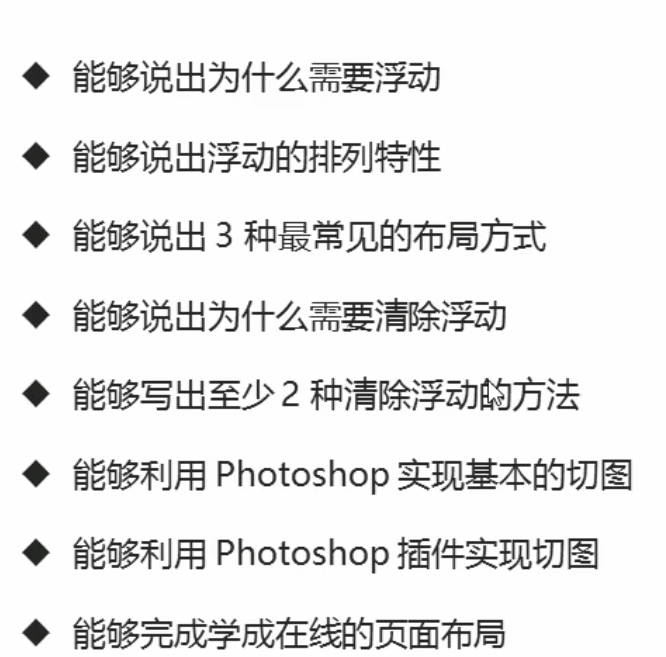 ◆ 能够说出为什么需要浮动
◆ 能够说出浮动的排列特性
◆ 能够说出 3 种最常见的布局方式
◆ 能够说出为什么需要清除浮动
◆ 能够写出至少 2 种清除浮动的方法
◆ 能够利用 Photoshop 实现基本的切图
◆ 能够利用 Photoshop 插件实现切图
◆ 能够完成学成在线的页面布局